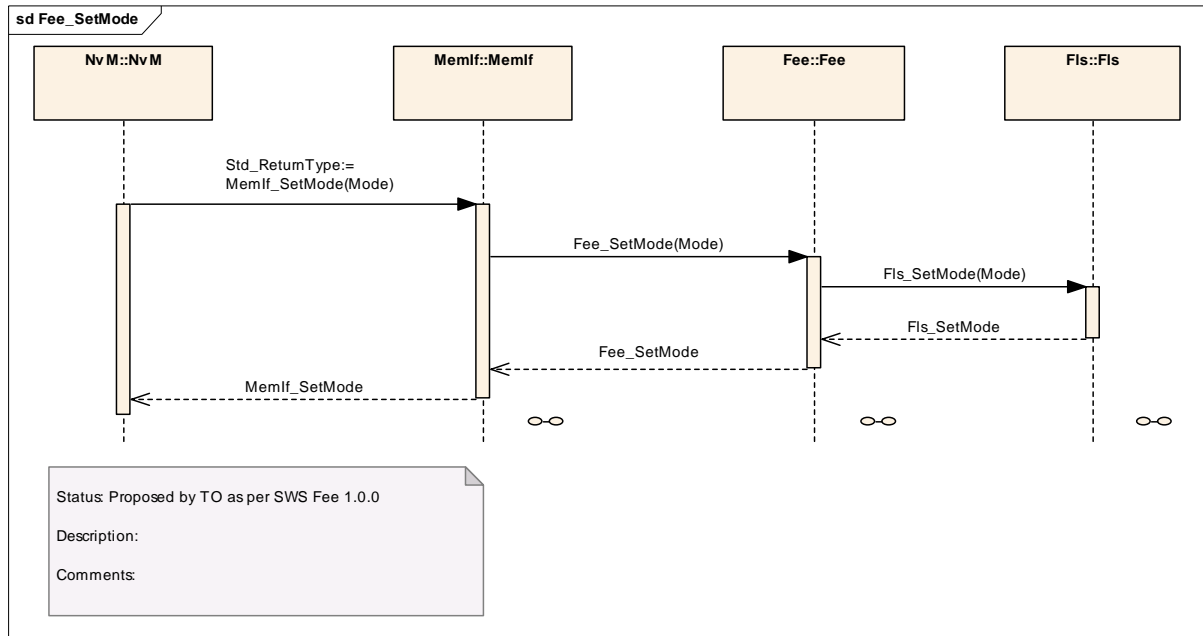 sd Fee_SetMode
NvM::NvM
MemIf::MemIf
Fee::Fee
Fls::Fls
Std_ReturnType:=
MemIf_SetMode(Mode)
Fee_SetMode(Mode)
Fls_SetMode(Mode)
Fls_SetMode
Fee_SetMode
MemIf_SetMode
Status: Proposed by TO as per SWS Fee 1.0.0
Description:
Comments: